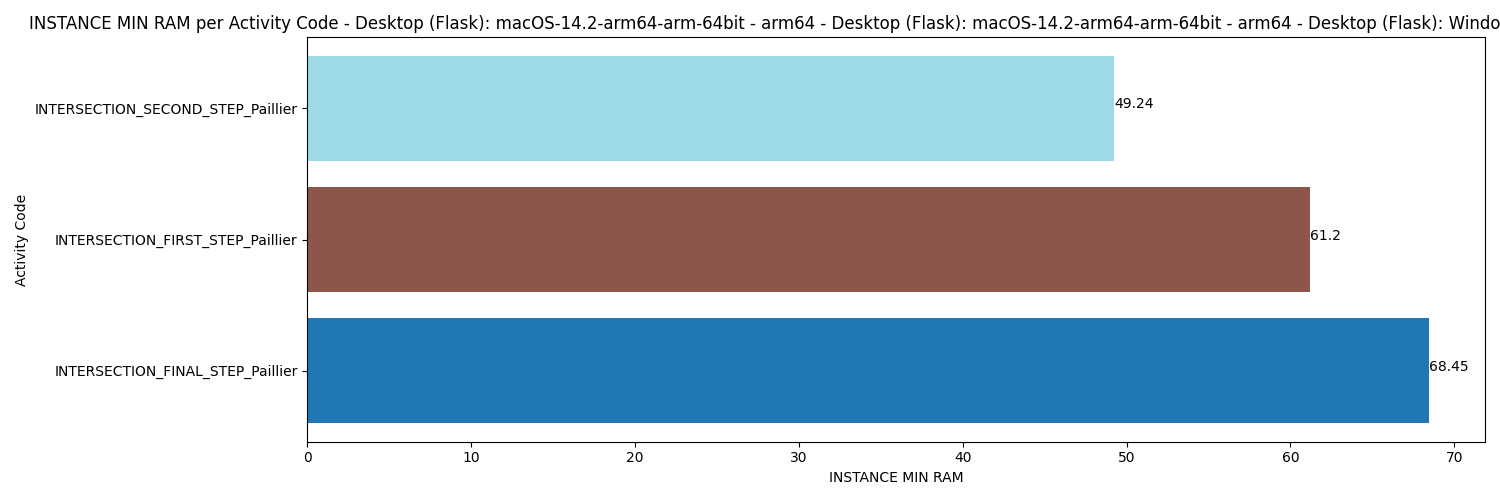 INSTANCE MIN RAM per Activity Code - Desktop (Flask): macOS-14.2-arm64-arm-64bit - arm64 - Desktop (Flask): macOS-14.2-arm64-arm-64bit - arm64 - Desktop (Flask): Windo
Activity Code
INTERSECTION_SECOND_STEP_Paillier
49.24
INTERSECTION_FIRST_STEP_Paillier
61.2
INTERSECTION_FINAL_STEP_Paillier
68.45
0 10 20 30 40 50 60 70
INSTANCE MIN RAM